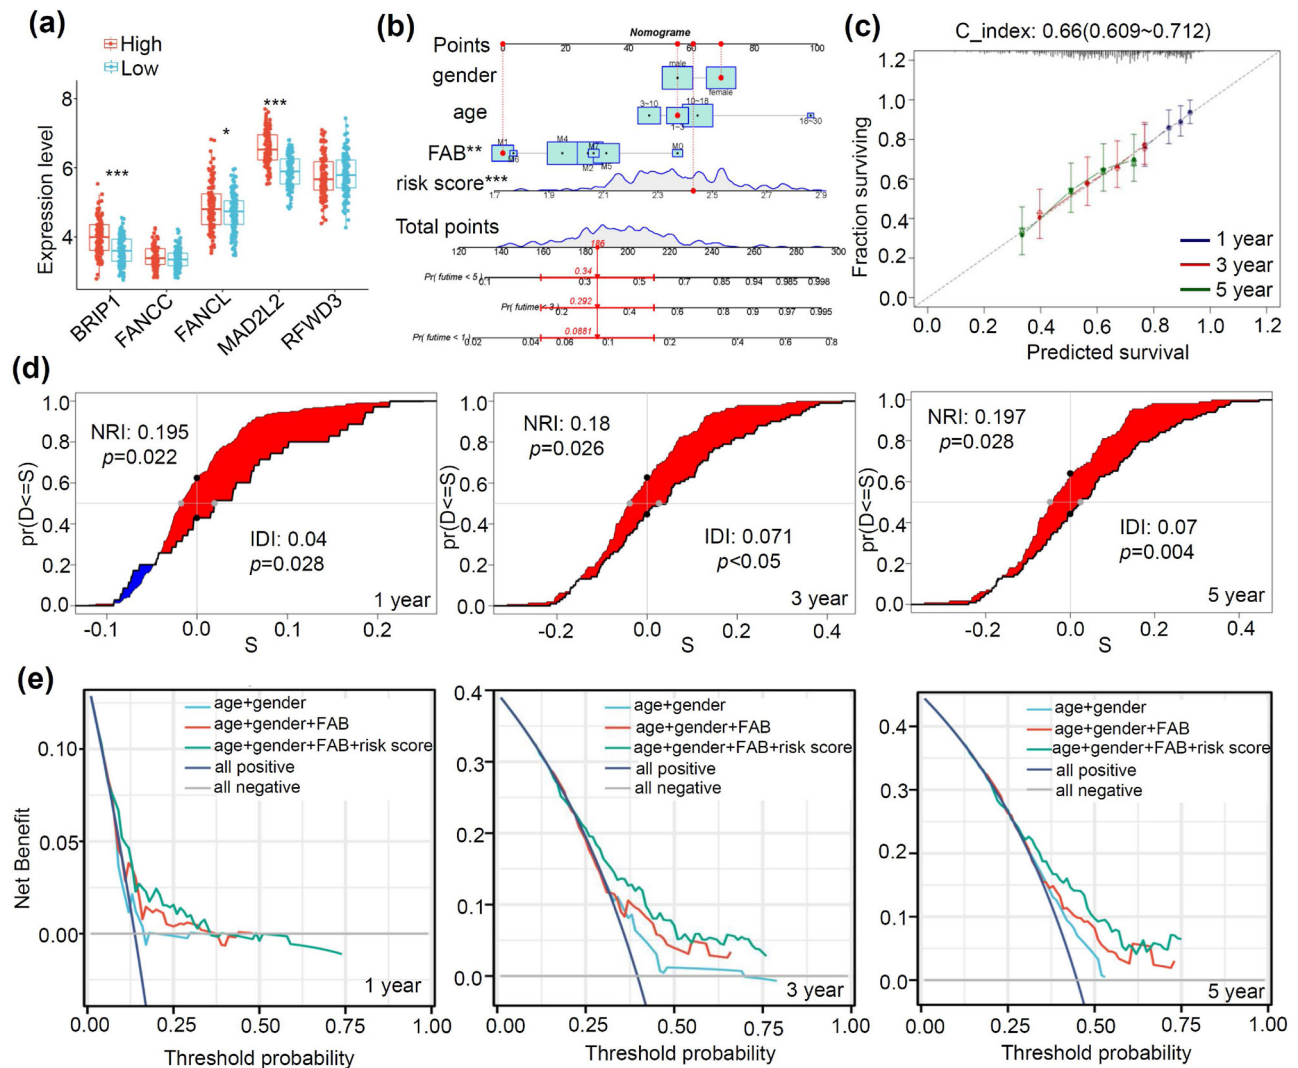 (a)
High
Low
Expression level
8
6
4
***
*
***
BRIP1
FANCC
FANCL
MAD2L2
RFWD3
(b)
Nomograme
Points
0 20 40 60 80 100
gender
male
female
age
3~10 10~18
1~3 18~30
FAB**
M1 M4 M7 M0
M6 M2 M5
risk score***
17 19 21 23 25 27 29
Total points
186
120 140 160 180 200 220 240 260 280 300
0.34
Pr( futime < 5)
0.1 0.3 0.5 0.7 0.85 0.94 0.985 0.998
0.292
Pr( futime < 3)
0.2 0.4 0.6 0.8 0.9 0.97 0.995
0.0881
Pr( futime < 1)
0.02 0.04 0.06 0.1 0.2 0.4 0.6 0.8
(c)
C_index: 0.66(0.609~0.712)
Fraction surviving
1.2
1.0
0.8
0.6
0.4
0.2
0.0
1 year
3 year
5 year
0.0 0.2 0.4 0.6 0.8 1.0 1.2
Predicted survival
(d)
pr(D<=S)
1.0
0.8
0.6
0.4
0.2
0.0
NRI: 0.195
p=0.022
IDI: 0.04
p=0.028
1 year
-0.1 0.0 0.1 0.2
S
pr(D<=S)
1.0
0.8
0.6
0.4
0.2
0.0
NRI: 0.18
p=0.026
IDI: 0.071
p<0.05
3 year
-0.2 0.0 0.2 0.4
S
pr(D<=S)
1.0
0.8
0.6
0.4
0.2
0.0
NRI: 0.197
p=0.028
IDI: 0.07
p=0.004
5 year
-0.2 0.0 0.2 0.4
S
(e)
Net Benefit
0.10
0.05
0.00
age+gender
age+gender+FAB
age+gender+FAB+risk score
all positive
all negative
1 year
0.00 0.25 0.50 0.75 1.00
Threshold probability
0.4
0.3
0.2
0.1
0.0
age+gender
age+gender+FAB
age+gender+FAB+risk score
all positive
all negative
3 year
0.00 0.25 0.50 0.75 1.00
Threshold probability
0.4
0.3
0.2
0.1
0.0
age+gender
age+gender+FAB
age+gender+FAB+risk score
all positive
all negative
5 year
0.00 0.25 0.50 0.75 1.00
Threshold probability